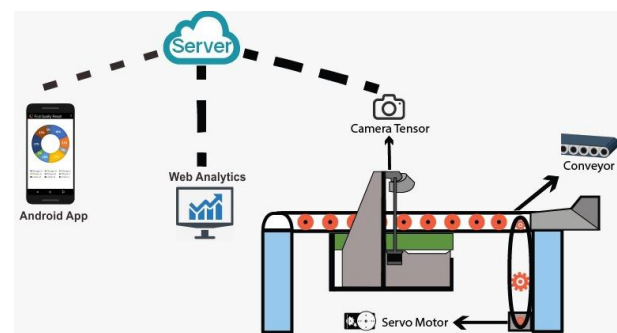 Server
Camera Tensor
Conveyor
Web Analytics
Android App
Servo Motor